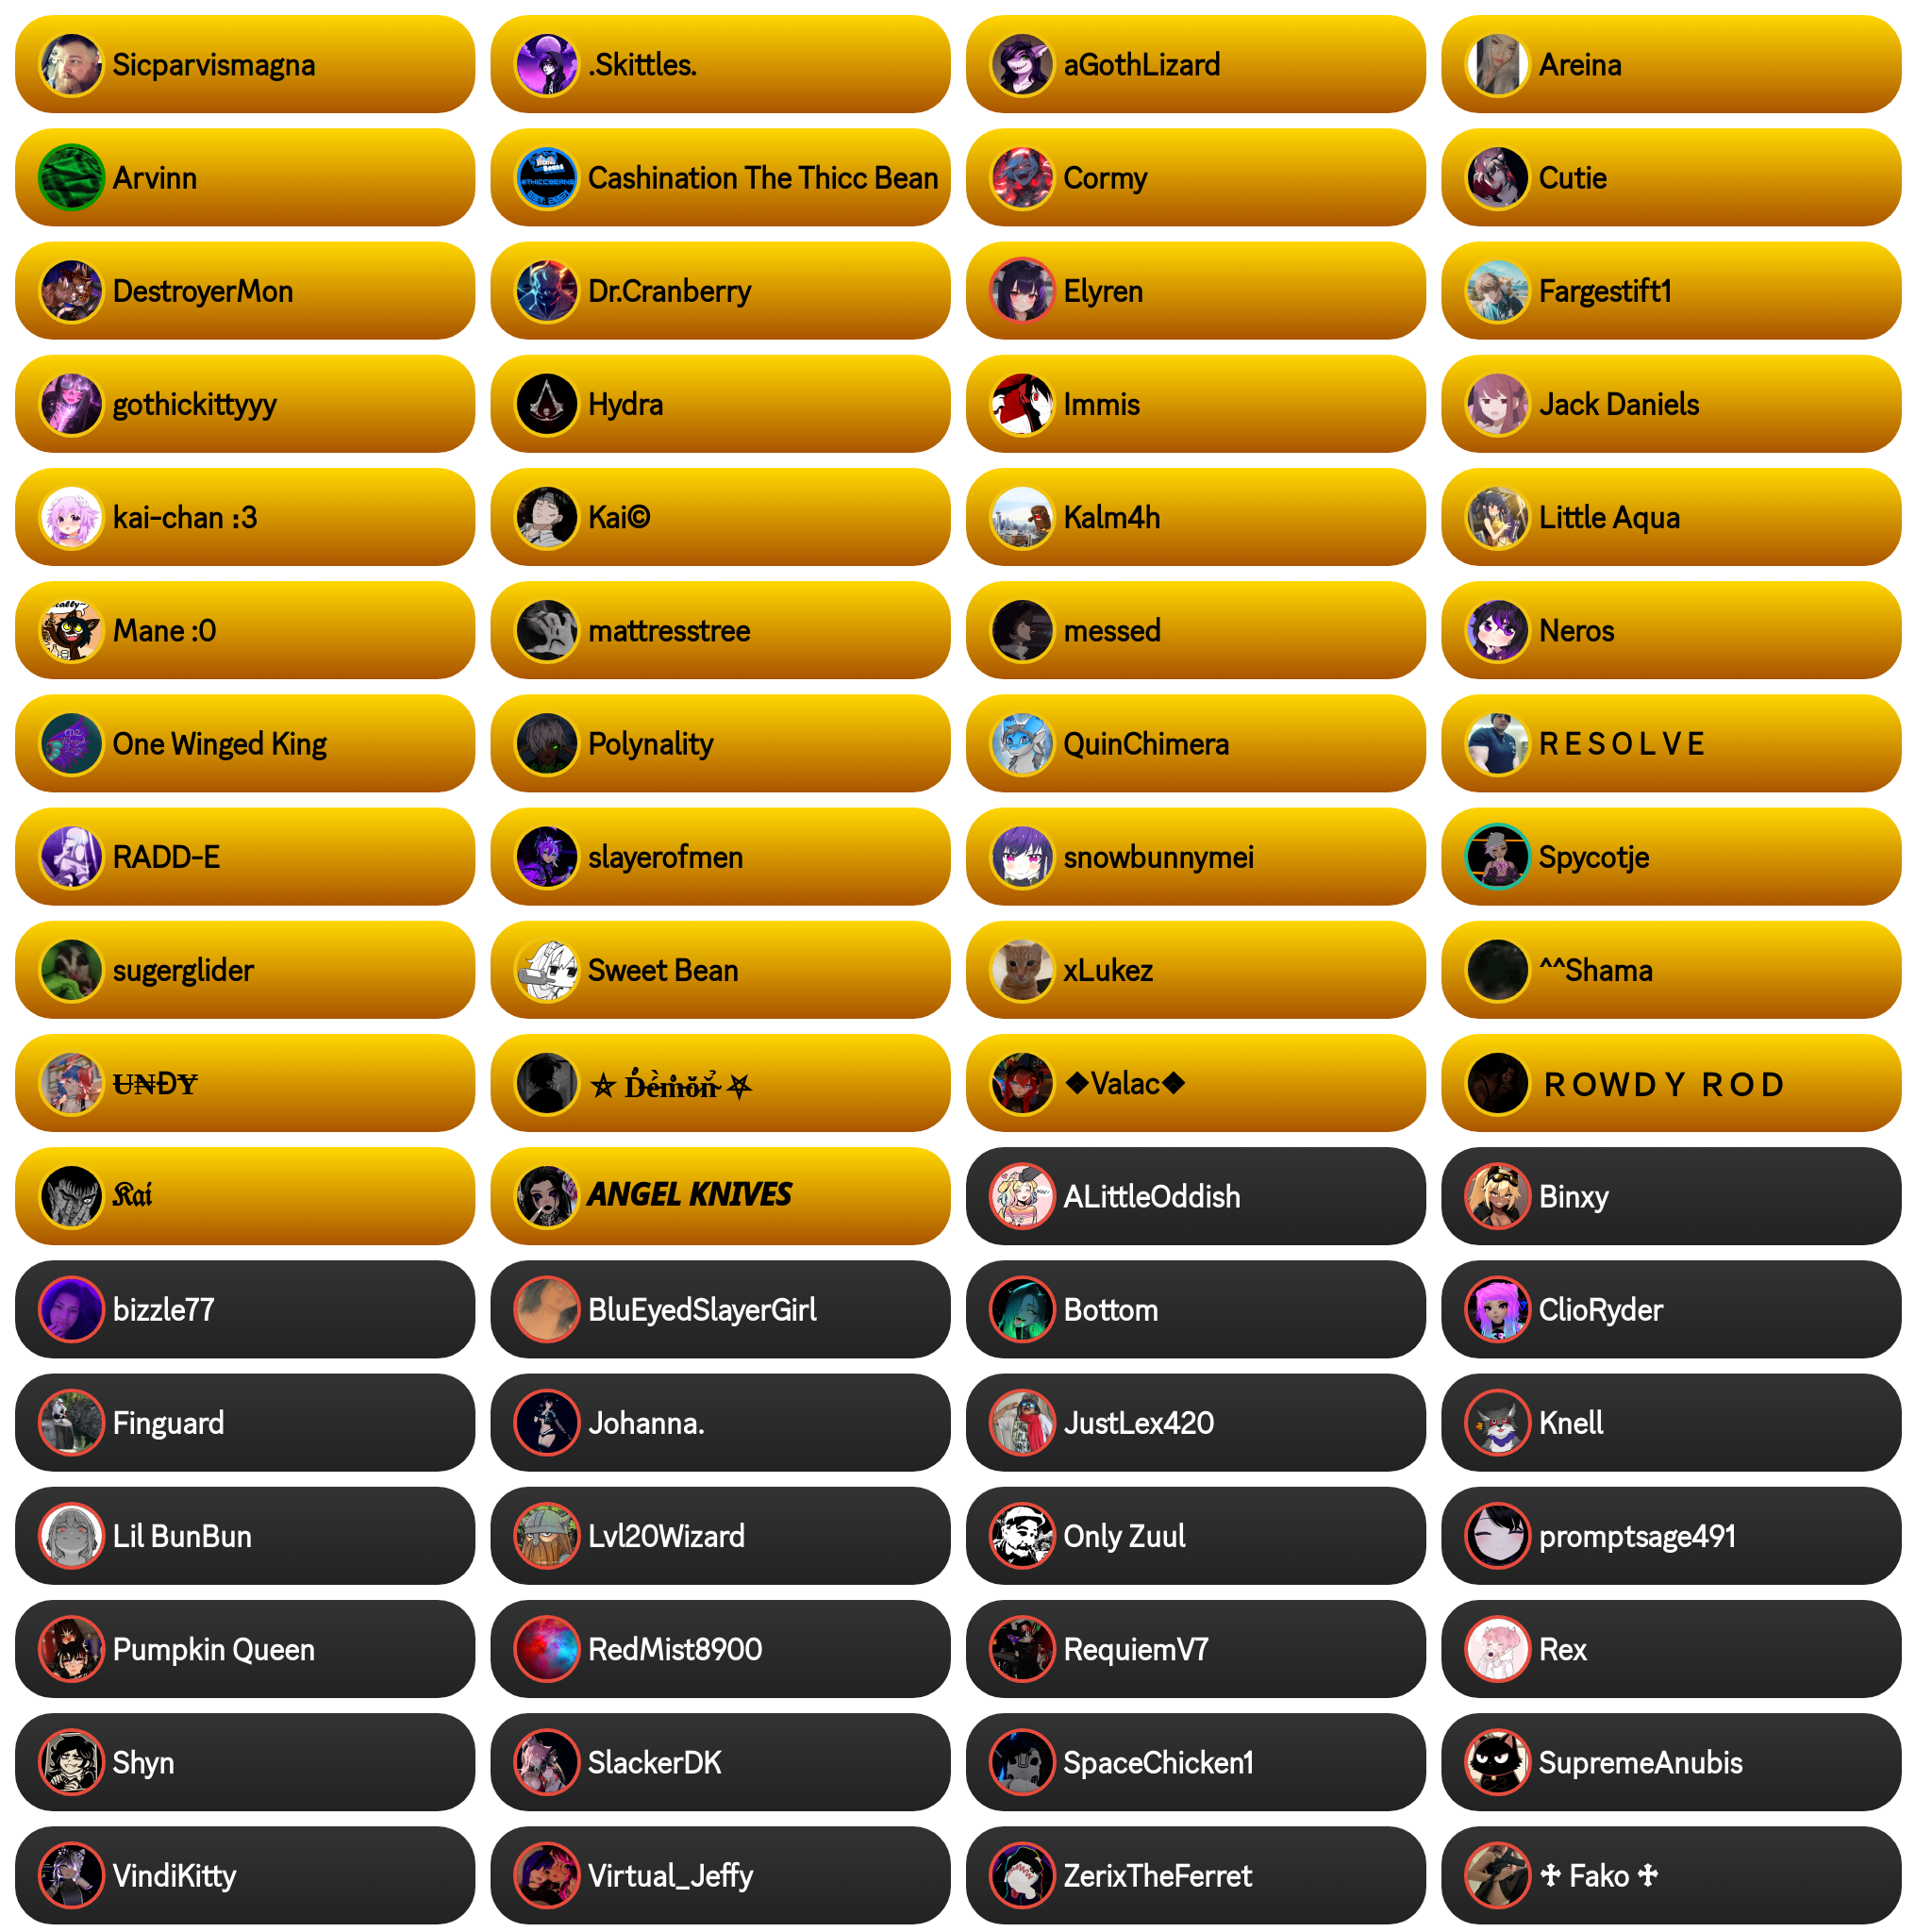 Sicparvismagna
.Skittles.
aGothLizard
Areina
Arvinn
Cashination The Thicc Bean
Cormy
Cutie
DestroyerMon
Dr.Cranberry
Elyren
Fargestift1
gothickittyyy
Hydra
Immis
Jack Daniels
kai-chan :3
Kai©
Kalm4h
Little Aqua
Mane :0
mattresstree
messed
Neros
One Winged King
Polynality
QuinChimera
R E S O L V E
RADD-E
slayerofmen
snowbunnymei
Spycotje
sugerglider
Sweet Bean
xLukez
^^Shama
U̶N̶D̶Y̶
⛥ D̶é̶m̶ő̶n̶ ⛧
❖Valac❖
ＲＯＷＤＹ ＲＯＤ
𝕶𝖆𝖎
ANGEL KNIVES
ALittleOddish
Binxy
bizzle77
BluEyedSlayerGirl
Bottom
ClioRyder
Finguard
Johanna.
JustLex420
Knell
Lil BunBun
Lvl20Wizard
Only Zuul
promptsage491
Pumpkin Queen
RedMist8900
RequiemV7
Rex
Shyn
SlackerDK
SpaceChicken1
SupremeAnubis
VindiKitty
Virtual_Jeffy
ZerixTheFerret
♱ Fako ♱